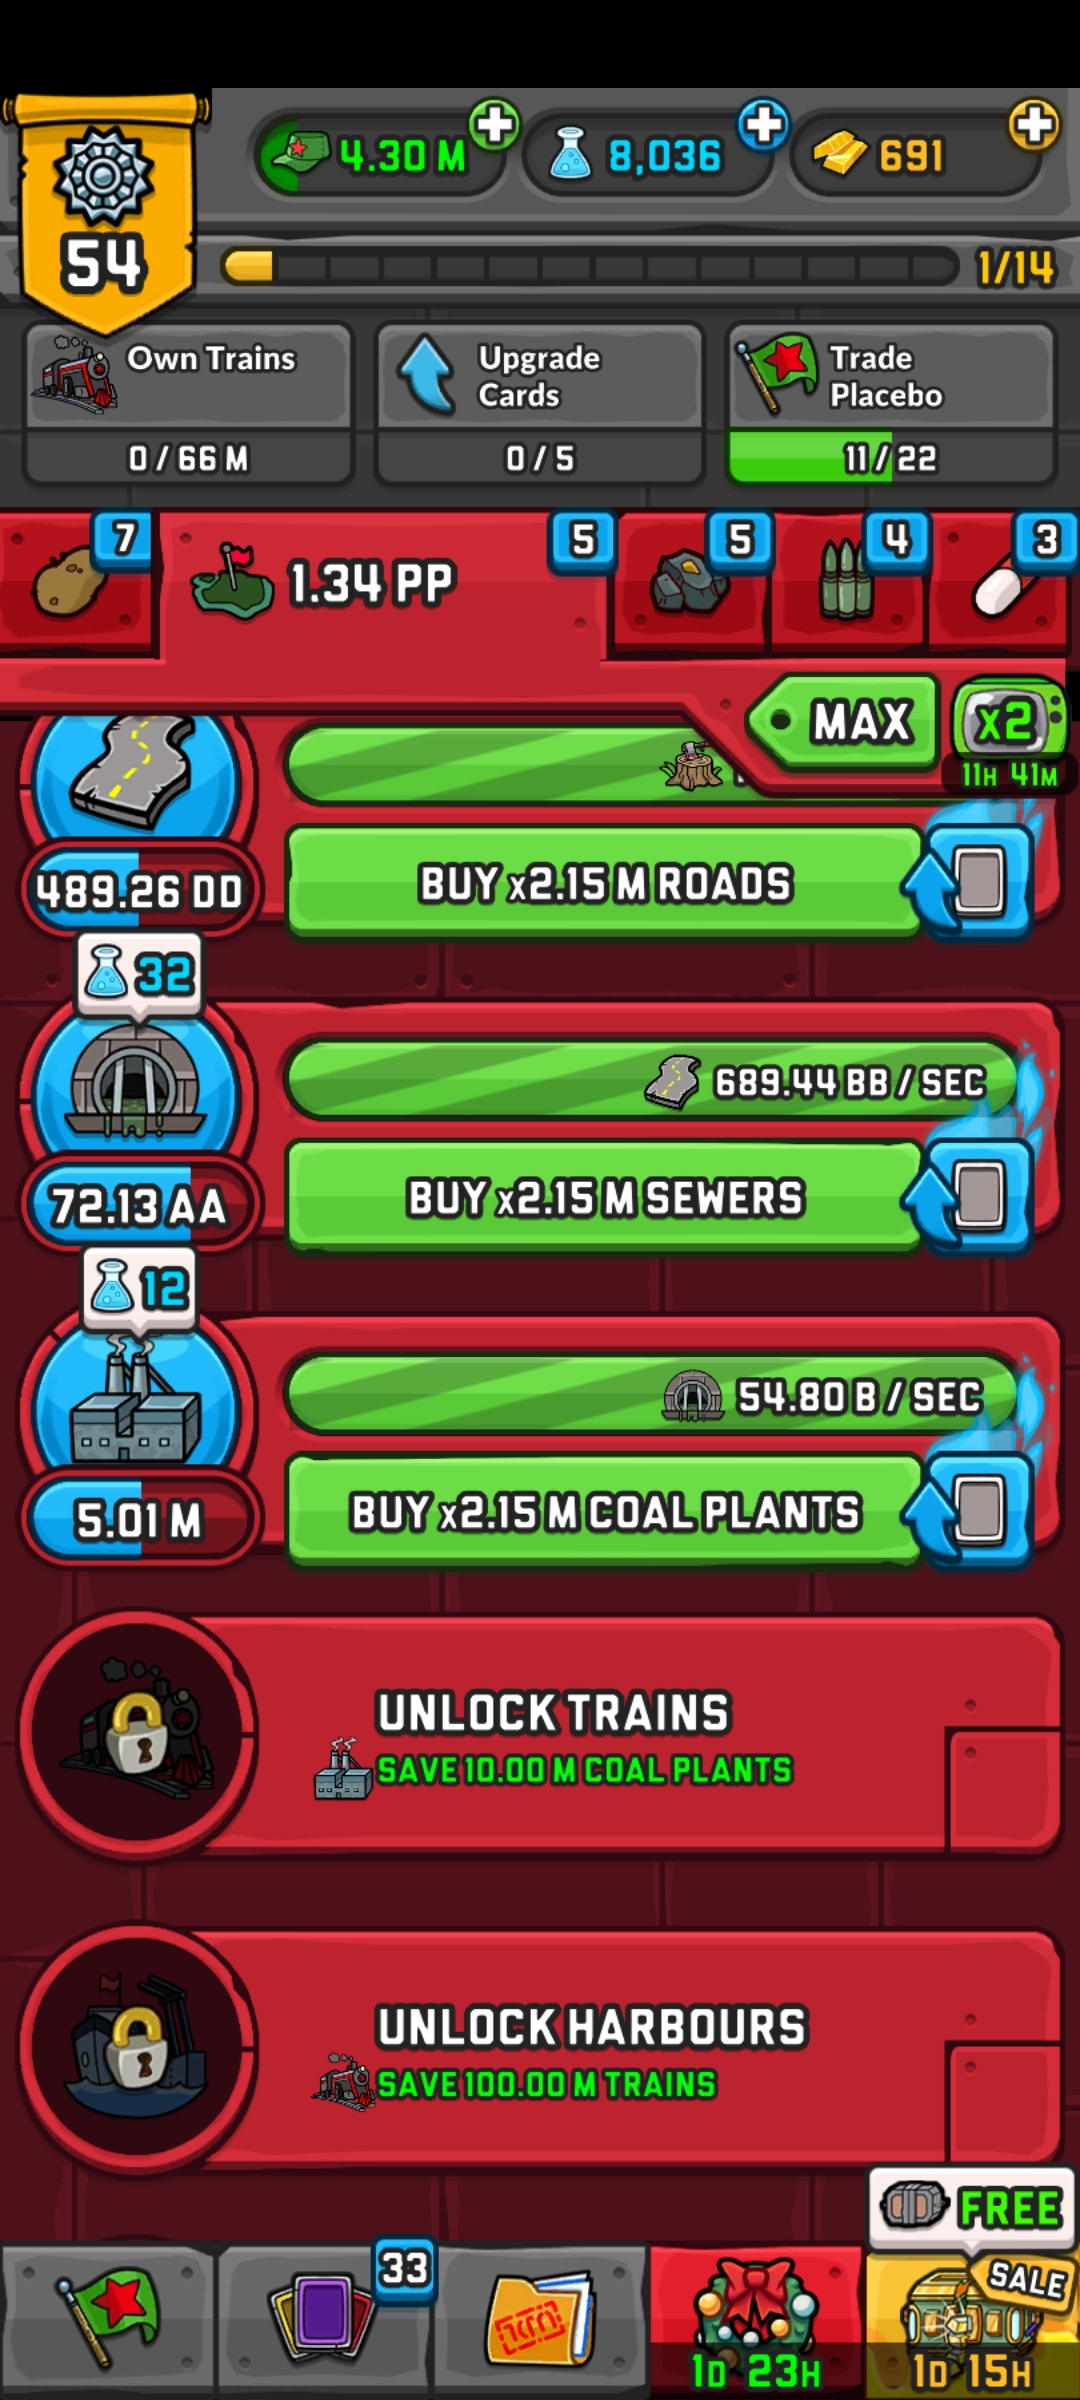 4.30 M
8,036
691
54
1/14
Own Trains
0 / 66 M
Upgrade
Cards
0 / 5
Trade
Placebo
11 / 22
7
1.34 PP
5
5
4
3
MAX
x2
11H 41M
489.26 DD
BUY x2.15 M ROADS
32
689.44 BB / SEC
72.13 AA
BUY x2.15 M SEWERS
12
54.80 B / SEC
5.01 M
BUY x2.15 M COAL PLANTS
UNLOCK TRAINS
SAVE 10.00 M COAL PLANTS
UNLOCK HARBOURS
SAVE 100.00 M TRAINS
FREE
33
SALE
1D 23H
1D 15H